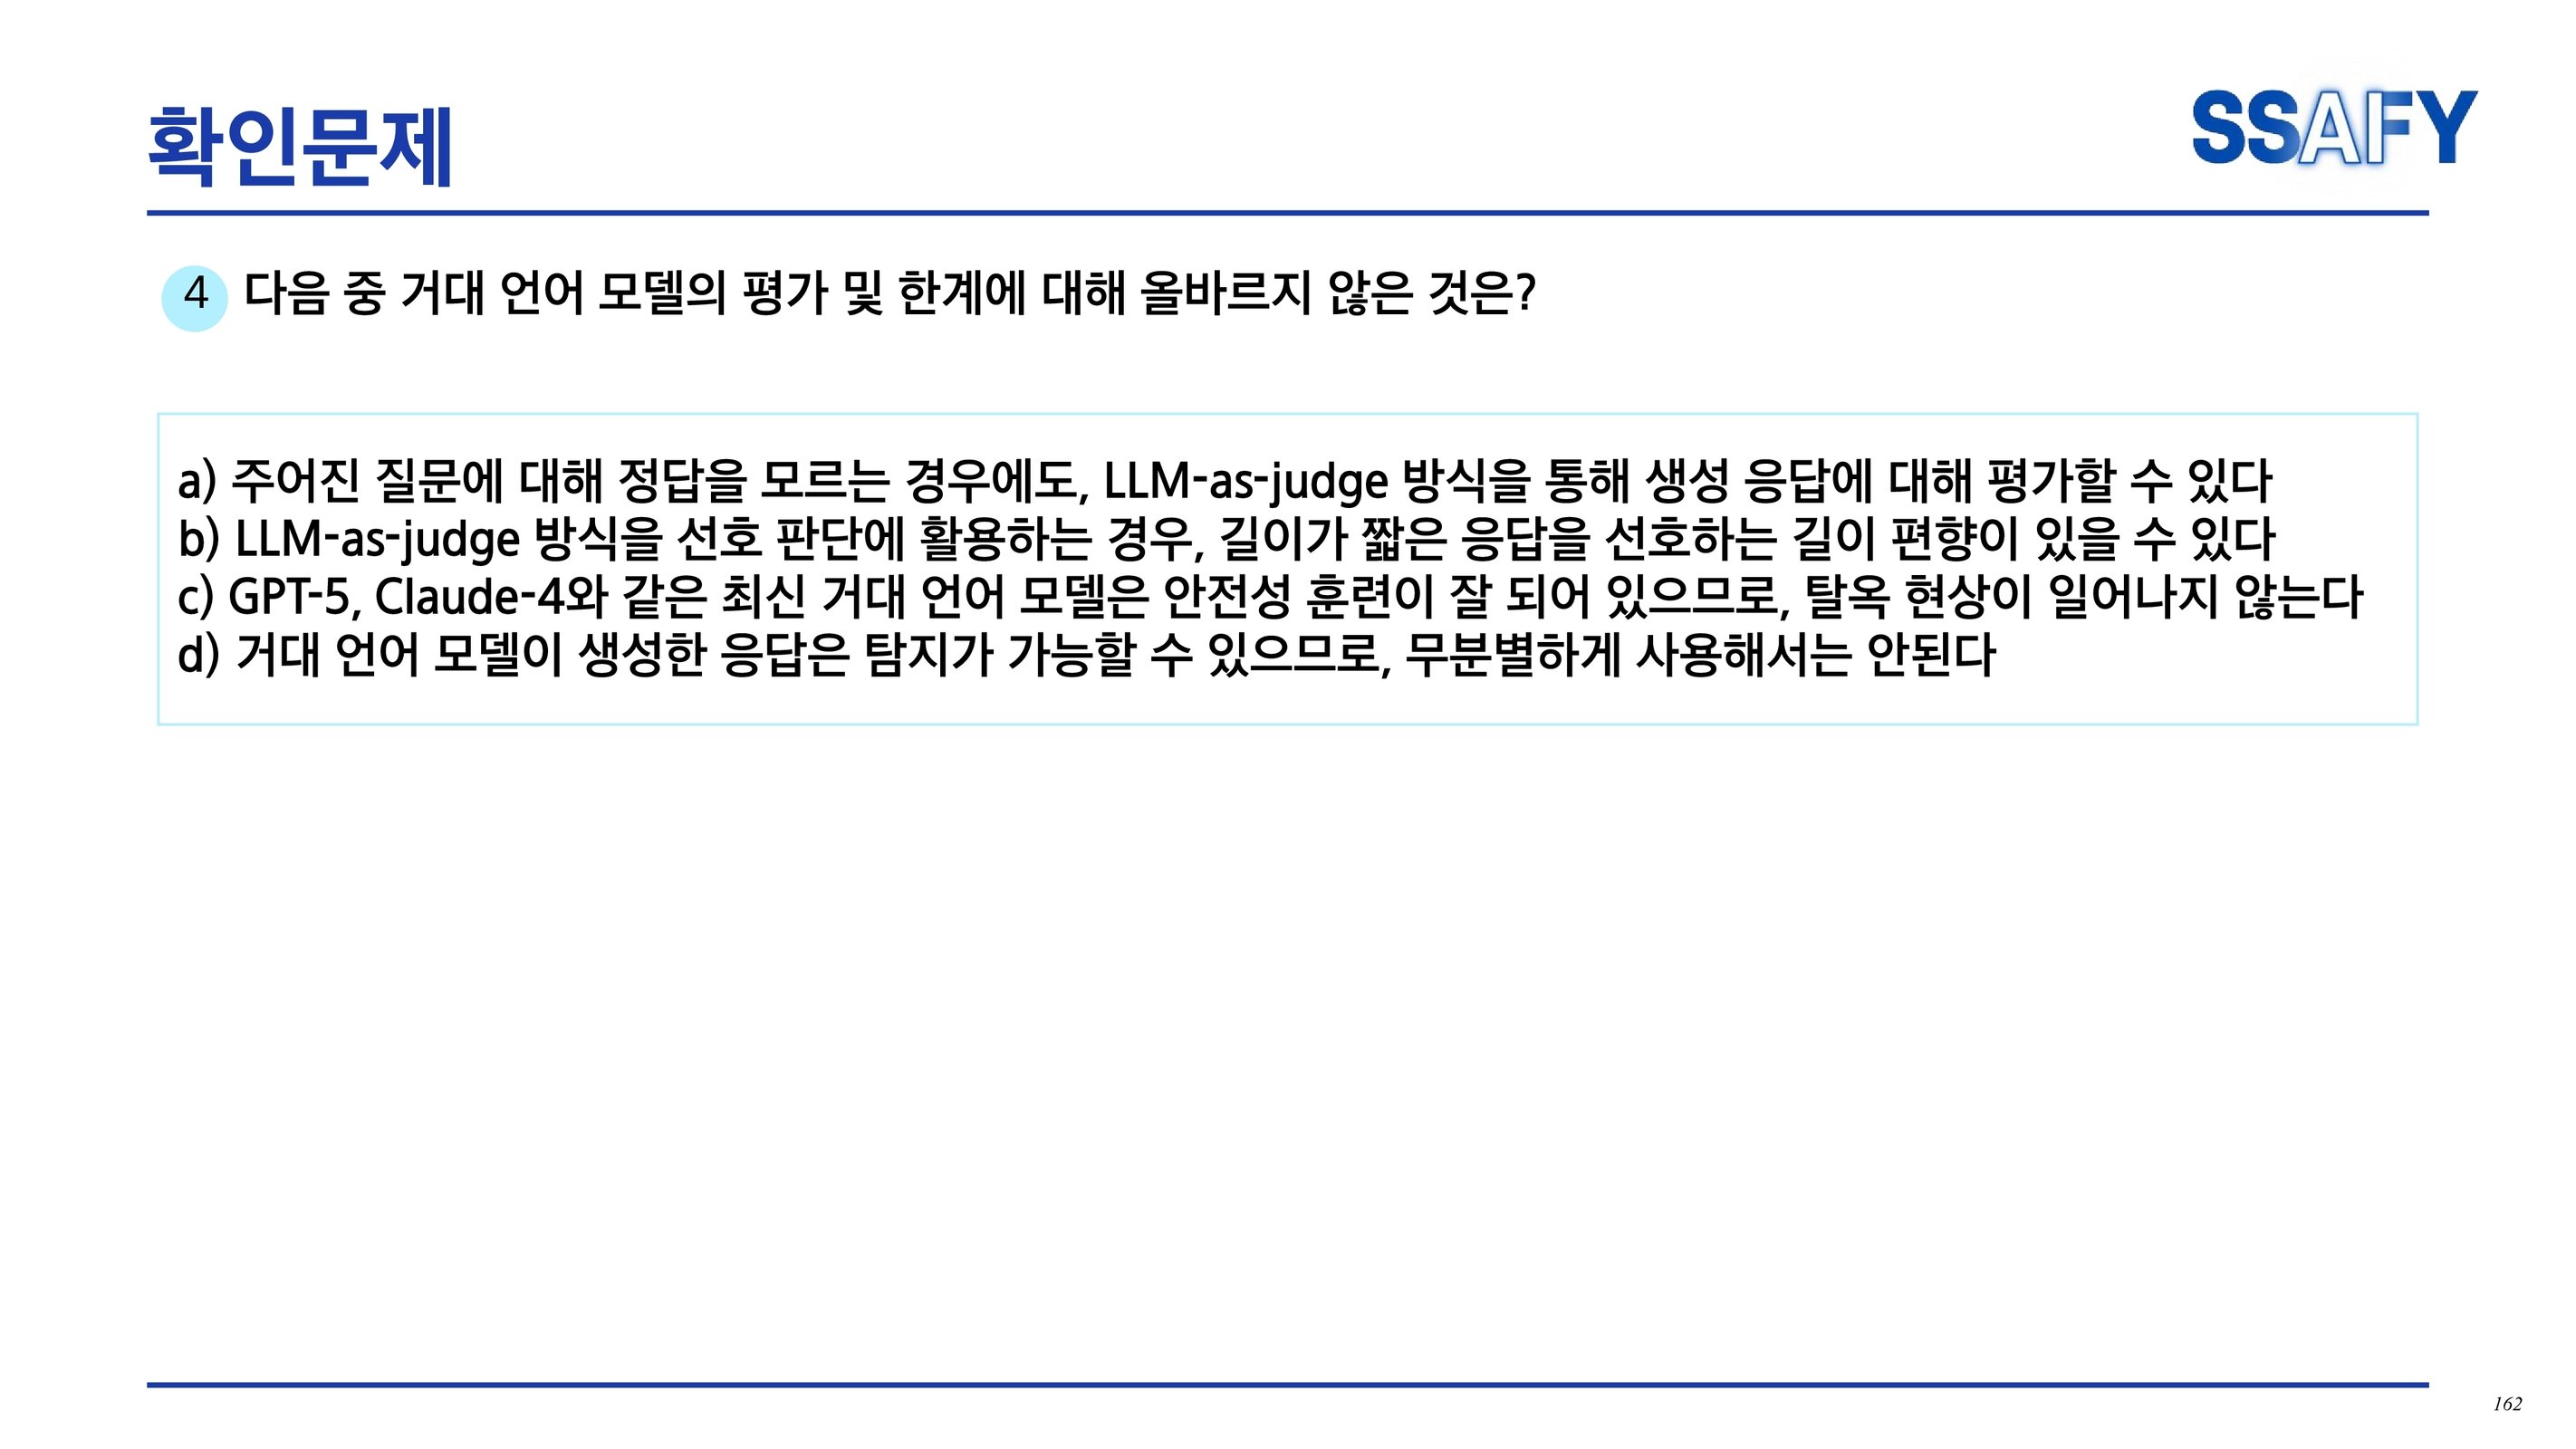 확인문제
SSAFY
4 다음 중 거대 언어 모델의 평가 및 한계에 대해 올바르지 않은 것은?
a) 주어진 질문에 대해 정답을 모르는 경우에도, LLM-as-judge 방식을 통해 생성 응답에 대해 평가할 수 있다
b) LLM-as-judge 방식을 선호 판단에 활용하는 경우, 길이가 짧은 응답을 선호하는 길이 편향이 있을 수 있다
c) GPT-5, Claude-4와 같은 최신 거대 언어 모델은 안전성 훈련이 잘 되어 있으므로, 탈옥 현상이 일어나지 않는다
d) 거대 언어 모델이 생성한 응답은 탐지가 가능할 수 있으므로, 무분별하게 사용해서는 안된다
162